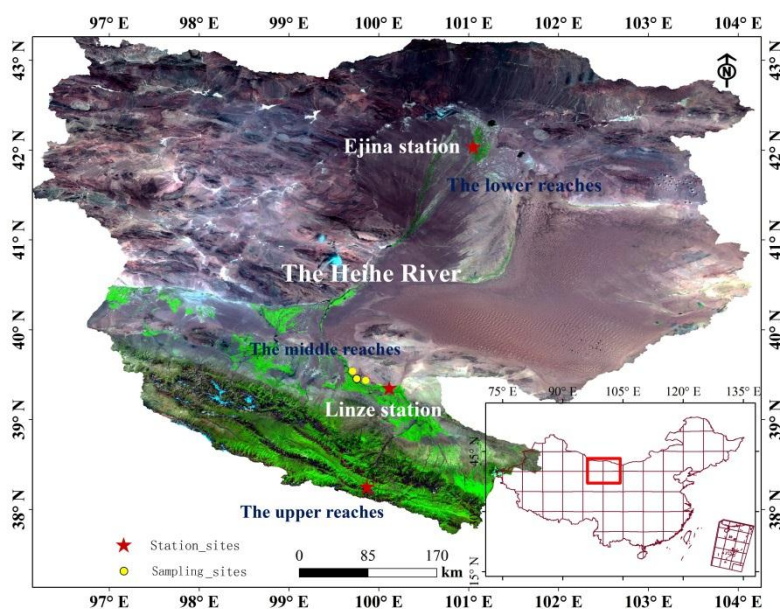 97° E 98° E 99° E 100° E 101° E 102° E 103° E 104° E
43° N
43° N
N
42° N
42° N
Ejina station
The lower reaches
41° N
41° N
The Heihe River
40° N
40° N
The middle reaches
39° N
39° N
Linze station
75°E 90°E 105°E 120°E 135°E
45°N
45°N
38° N
38° N
The upper reaches
Station_sites
Sampling_sites
0 85 170
km
15°N
15°N
97° E 98° E 99° E 100° E 101° E 102° E 103° E 104° E